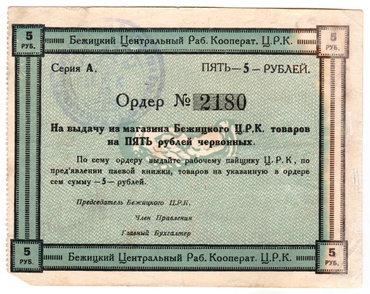 5 РУБ. Бежицкий Центральный Раб. Кооперат. Ц.Р.К. 5 РУБ.
Серия А. ПЯТЬ—5—РУБЛЕЙ.
Ордер № 2180
На выдачу из магазина Бежицкого Ц.Р.К. товаров
на ПЯТЬ рублей червонных.
По сему ордеру выдайте рабочему пайщику Ц.Р.К, по
пред'явлении паевой книжки, товаров на указанную в ордере
сем сумму —5— рублей.
Председатель Бежицкого Ц.Р.К.
Член Правления
Главный Бухгалтер
5 РУБ. Бежицкий Центральный Раб. Кооперат. Ц.Р.К. 5 РУБ.